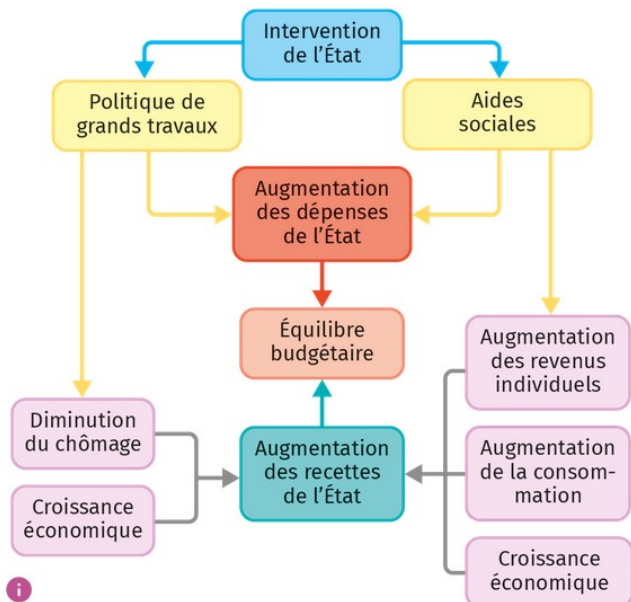 Intervention
de l'État
Politique de
grands travaux
Aides
sociales
Augmentation
des dépenses
de l'État
Équilibre
budgétaire
Augmentation
des revenus
individuels
Diminution
du chômage
Augmentation
des recettes
de l'État
Augmentation
de la consom-
mation
Croissance
économique
Croissance
économique
i